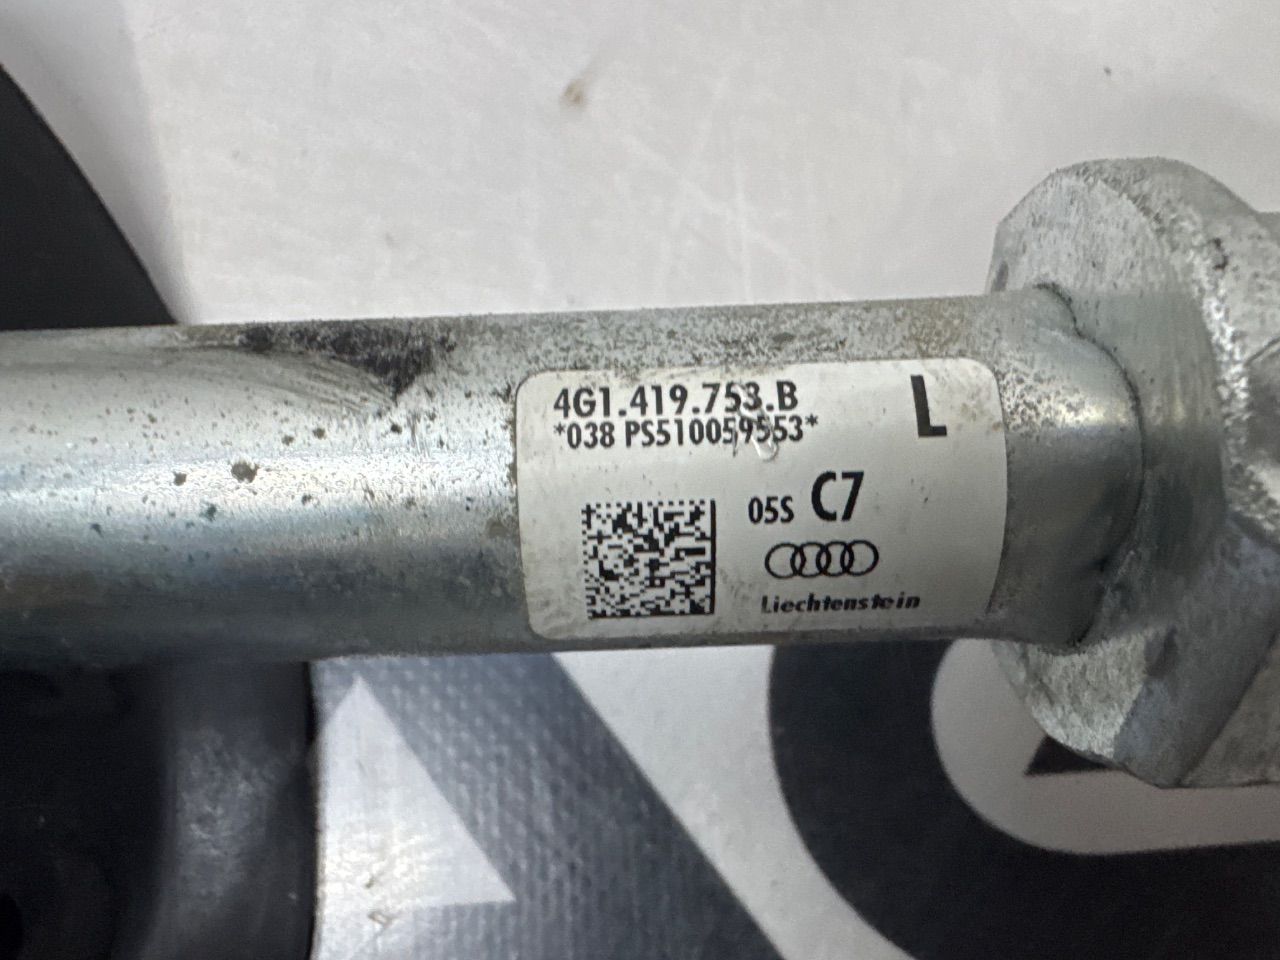 4G1.419.753.B
L
*038 PS510059553*
05S C7
Liechtenstein